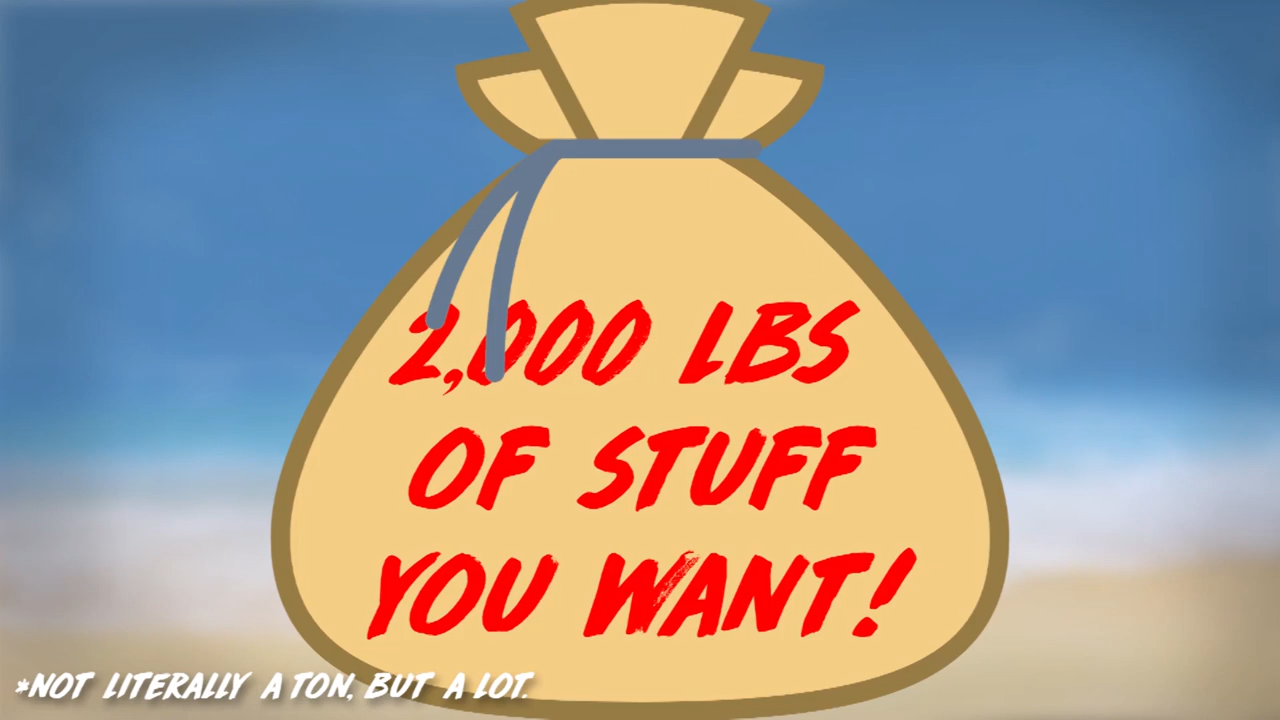 2,000 LBS
OF STUFF
YOU WANT!
*NOT LITERALLY A TON, BUT A LOT.